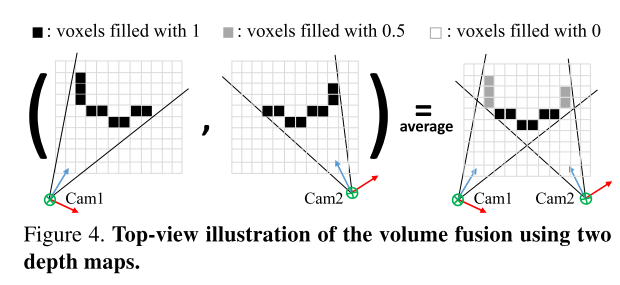 : voxels filled with 1 : voxels filled with 0.5 : voxels filled with 0
( , ) = average
Cam1 Cam2 Cam1 Cam2
Figure 4. Top-view illustration of the volume fusion using two
depth maps.